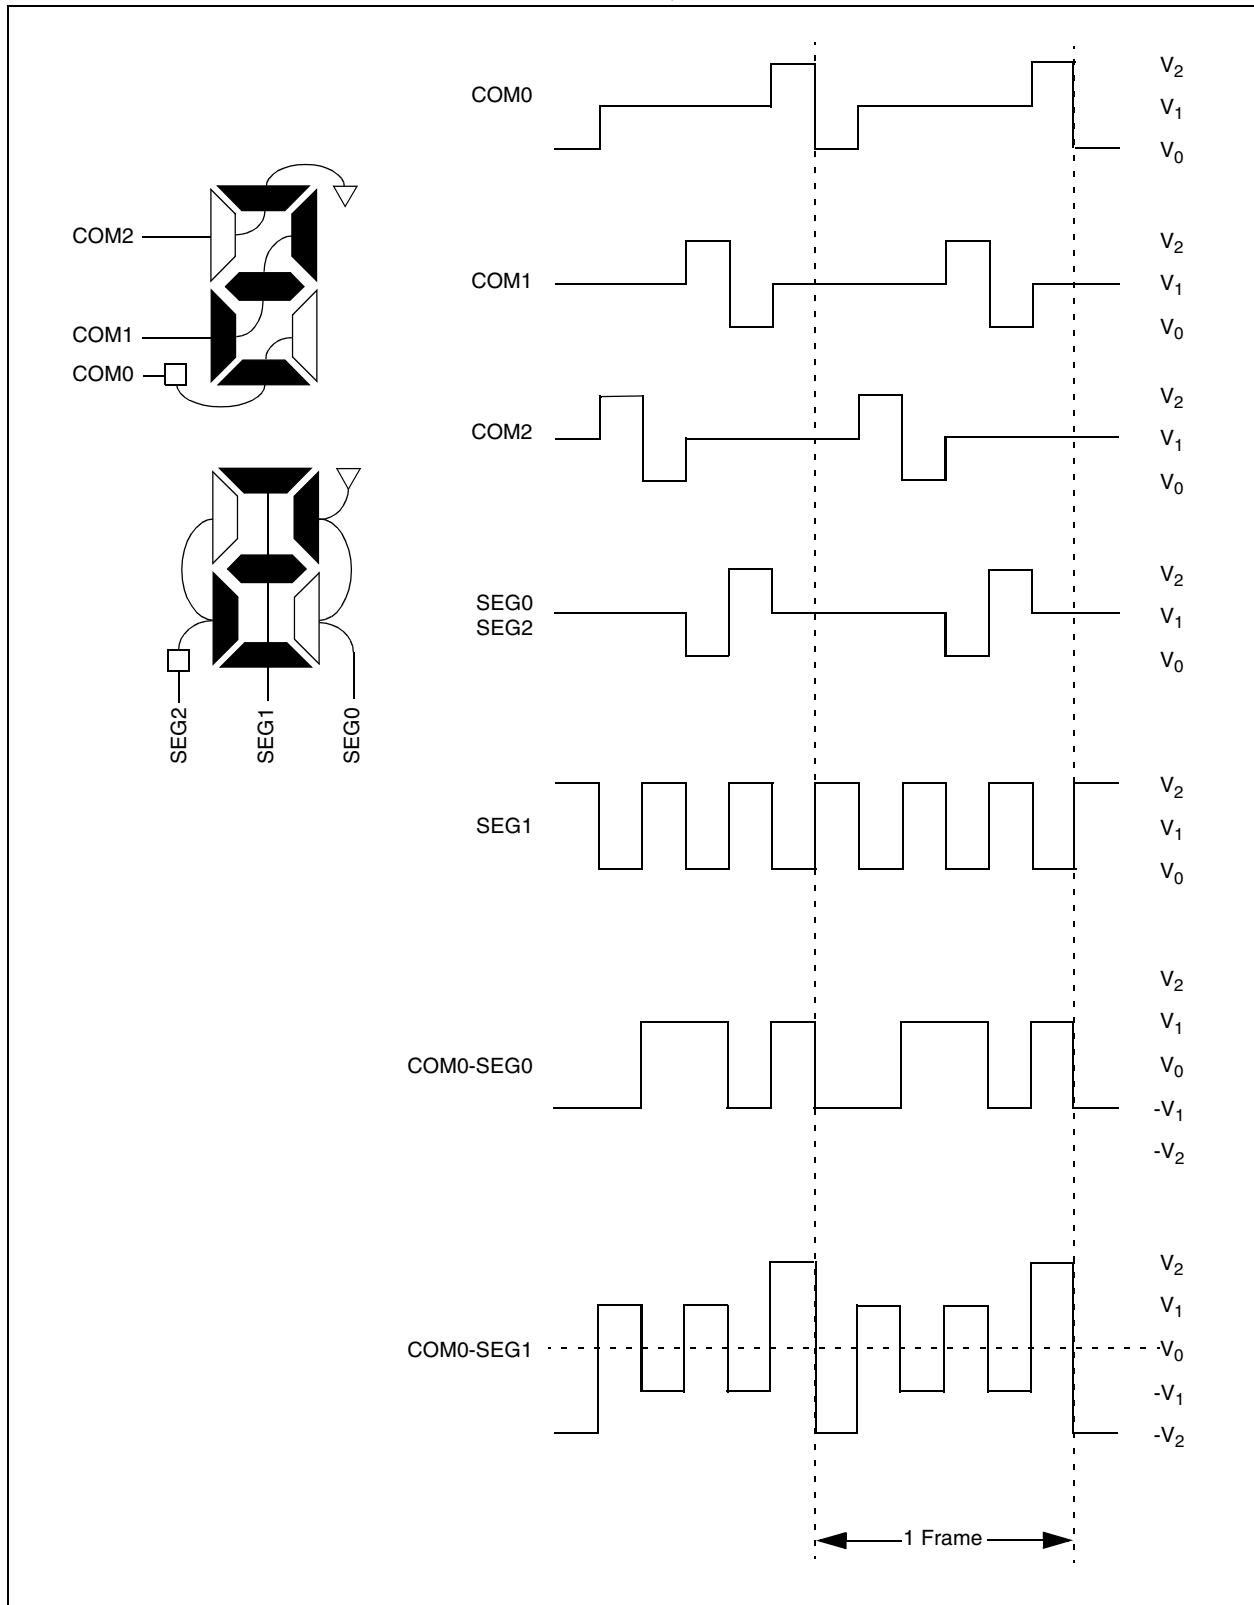 COM2
COM1
COM0
SEG2
SEG1
SEG0
COM0
V2
V1
V0
COM1
V2
V1
V0
COM2
V2
V1
V0
SEG0
SEG2
V2
V1
V0
SEG1
V2
V1
V0
COM0-SEG0
V2
V1
V0
-V1
-V2
COM0-SEG1
V2
V1
V0
-V1
-V2
1 Frame